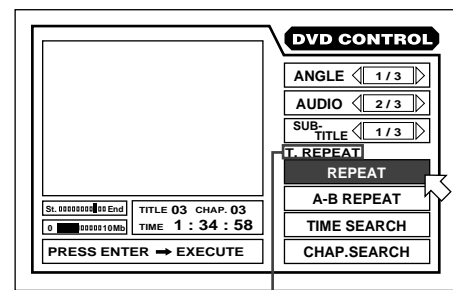 DVD CONTROL
ANGLE 1 / 3
AUDIO 2 / 3
SUB-TITLE 1 / 3
T. REPEAT
REPEAT
A-B REPEAT
TIME SEARCH
CHAP.SEARCH
St. End
0 10Mb
TITLE 03 CHAP. 03
TIME 1 : 34 : 58
PRESS ENTER ➞ EXECUTE